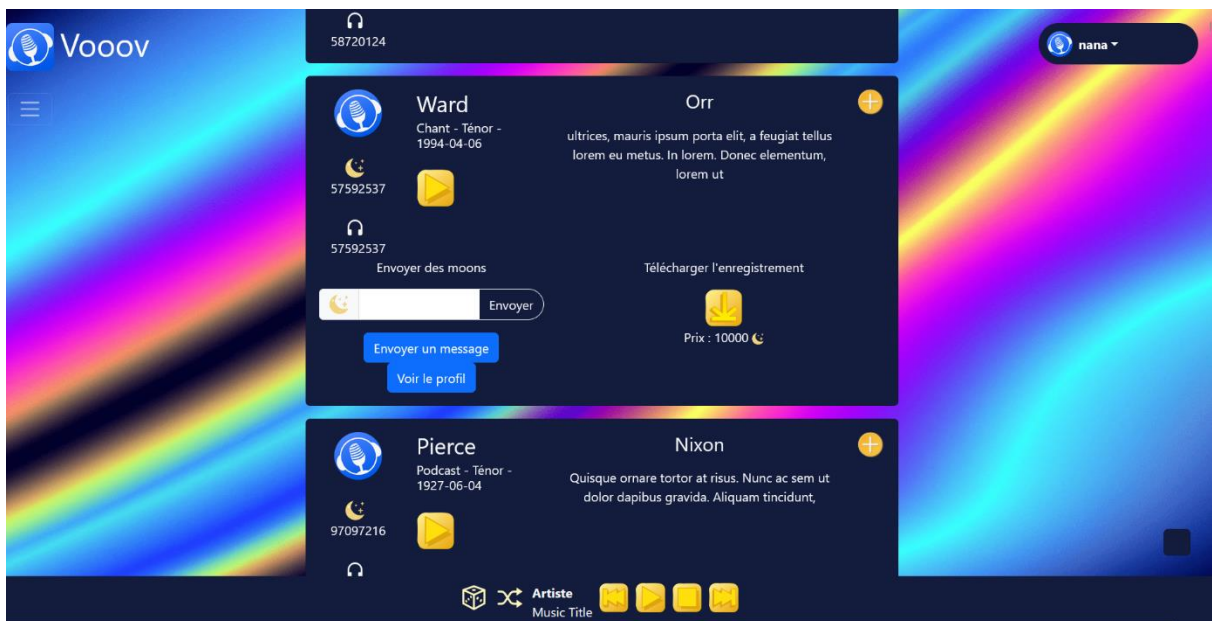 Vooov
58720124
nana
Ward
Chant - Ténor -
1994-04-06
57592537
57592537
Orr
ultrices, mauris ipsum porta elit, a feugiat tellus
lorem eu metus. In lorem. Donec elementum,
lorem ut
Envoyer des moons
Envoyer
Envoyer un message
Voir le profil
Télécharger l'enregistrement
Prix : 10000
Pierce
Podcast - Ténor -
1927-06-04
97097216
Nixon
Quisque ornare tortor at risus. Nunc ac sem ut
dolor dapibus gravida. Aliquam tincidunt,
Artiste
Music Title